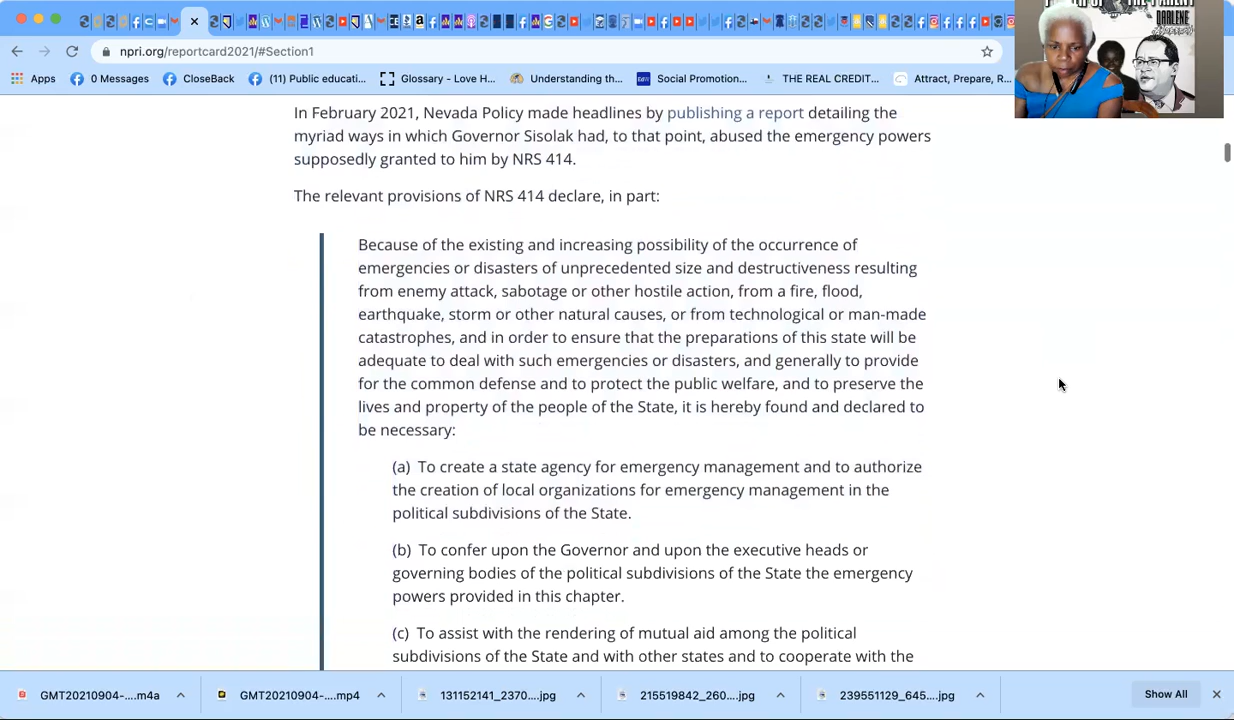 npri.org/reportcard2021/#Section1
Apps
0 Messages
CloseBack
(11) Public educati...
Glossary - Love H...
Understanding th...
Social Promotion...
THE REAL CREDIT...
Attract, Prepare, R...
THE PARENT
DARLENE
In February 2021, Nevada Policy made headlines by publishing a report detailing the
myriad ways in which Governor Sisolak had, to that point, abused the emergency powers
supposedly granted to him by NRS 414.
The relevant provisions of NRS 414 declare, in part:
Because of the existing and increasing possibility of the occurrence of
emergencies or disasters of unprecedented size and destructiveness resulting
from enemy attack, sabotage or other hostile action, from a fire, flood,
earthquake, storm or other natural causes, or from technological or man-made
catastrophes, and in order to ensure that the preparations of this state will be
adequate to deal with such emergencies or disasters, and generally to provide
for the common defense and to protect the public welfare, and to preserve the
lives and property of the people of the State, it is hereby found and declared to
be necessary:
(a) To create a state agency for emergency management and to authorize
the creation of local organizations for emergency management in the
political subdivisions of the State.
(b) To confer upon the Governor and upon the executive heads or
governing bodies of the political subdivisions of the State the emergency
powers provided in this chapter.
(c) To assist with the rendering of mutual aid among the political
subdivisions of the State and with other states and to cooperate with the
GMT20210904-....m4a
GMT20210904-....mp4
131152141_2370....jpg
215519842_260....jpg
239551129_645....jpg
Show All